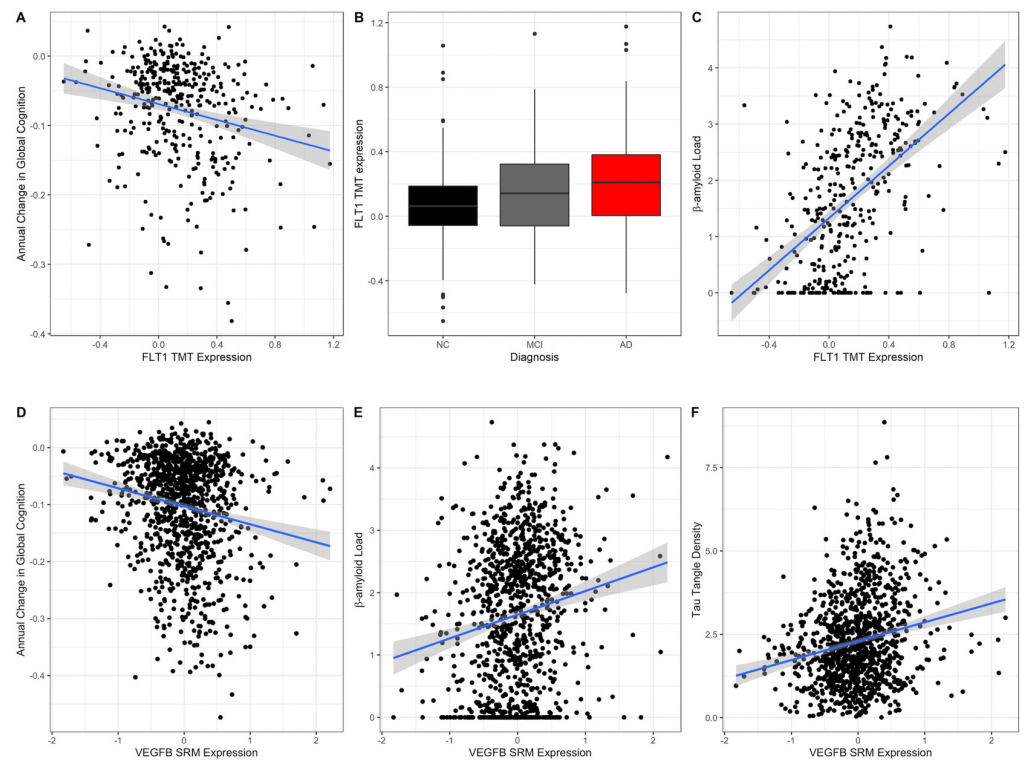 A
Annual Change in Global Cognition
0.0
-0.1
-0.2
-0.3
-0.4
-0.4
0.0
0.4
0.8
1.2
FLT1 TMT Expression
B
FLT1 TMT expression
1.2
0.8
0.4
0.0
-0.4
NC
MCI
AD
Diagnosis
C
β-amyloid Load
4
3
2
1
0
-0.4
0.0
0.4
0.8
1.2
FLT1 TMT Expression
D
Annual Change in Global Cognition
0.0
-0.1
-0.2
-0.3
-0.4
-2
-1
0
1
2
VEGFB SRM Expression
E
β-amyloid Load
4
3
2
1
0
-2
-1
0
1
2
VEGFB SRM Expression
F
Tau Tangle Density
7.5
5.0
2.5
0.0
-2
-1
0
1
2
VEGFB SRM Expression